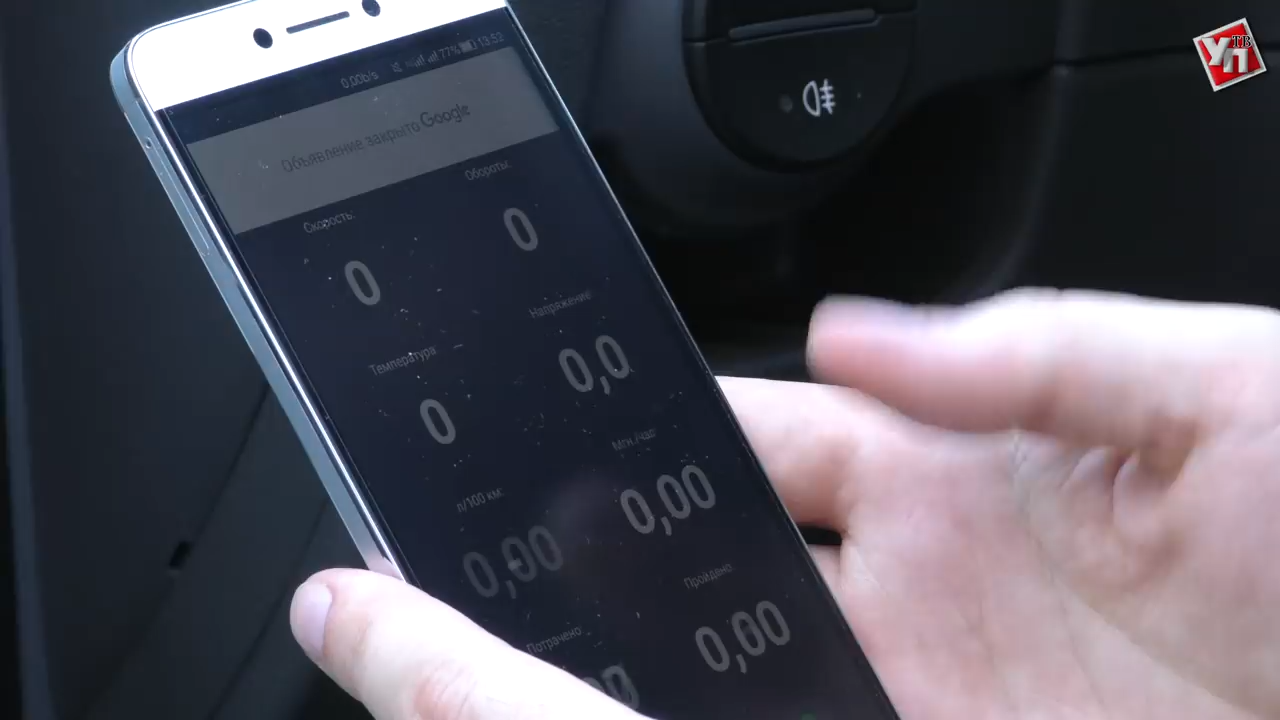 0,00b/s 77% 13:52
Объявление закрыто Google
Скорость:
Обороты:
0
0
Температура
Напряжение
0
0,0
л/100 км:
Мгн./час:
0,00
0,00
Потрачено
Пройдено
0,00
УП ТВ